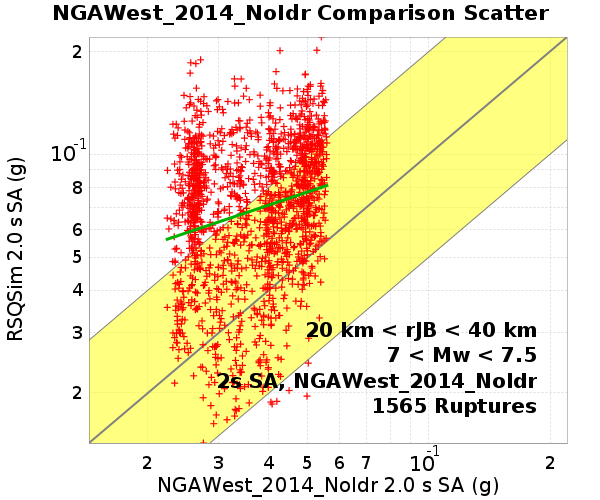 NGAWest_2014_NoIdr Comparison Scatter
RSQSim 2.0 s SA (g)
2
10-1
8
6
5
4
3
2
20 km < rJB < 40 km
7 < Mw < 7.5
2s SA, NGAWest_2014_NoIdr
1565 Ruptures
2 3 4 5 6 7 10-1 2
NGAWest_2014_NoIdr 2.0 s SA (g)